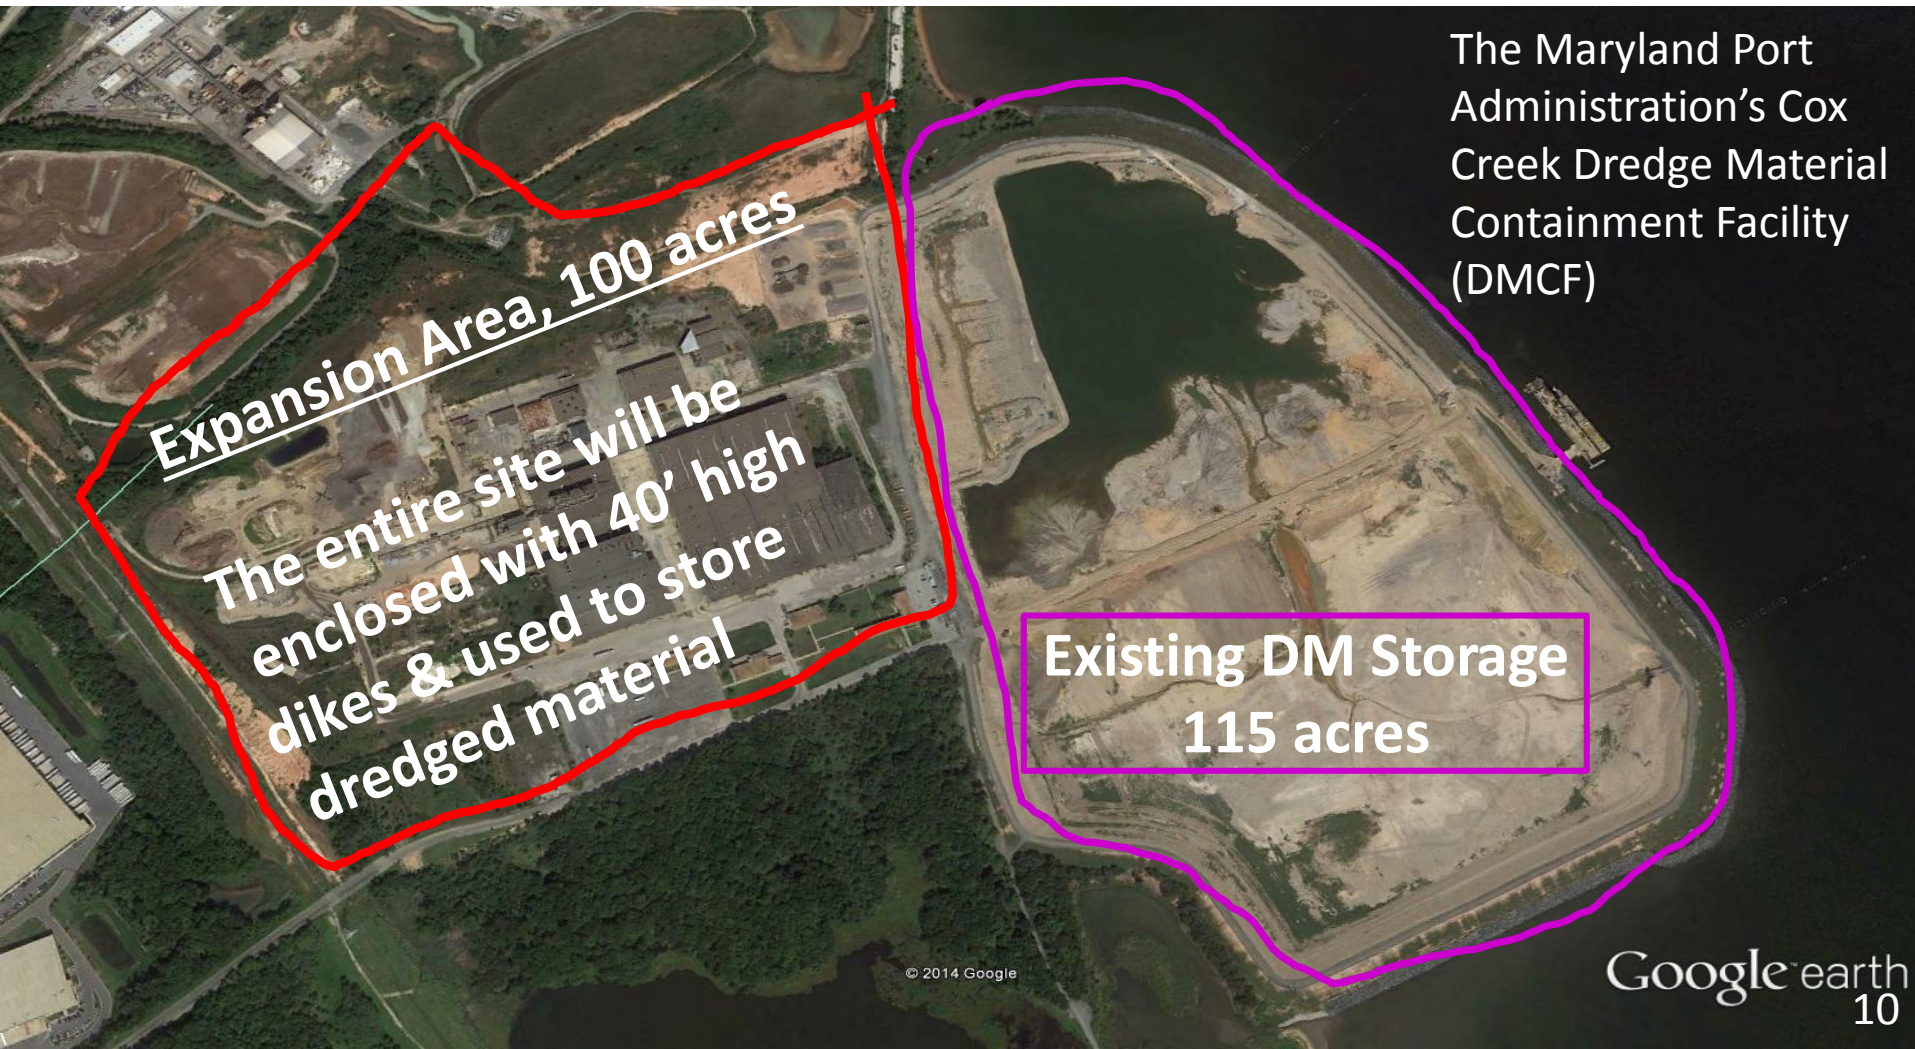 The Maryland Port
Administration’s Cox
Creek Dredge Material
Containment Facility
(DMCF)
Expansion Area, 100 acres
The entire site will be
enclosed with 40’ high
dikes & used to store
dredged material
Existing DM Storage
115 acres
© 2014 Google
Google earth
10